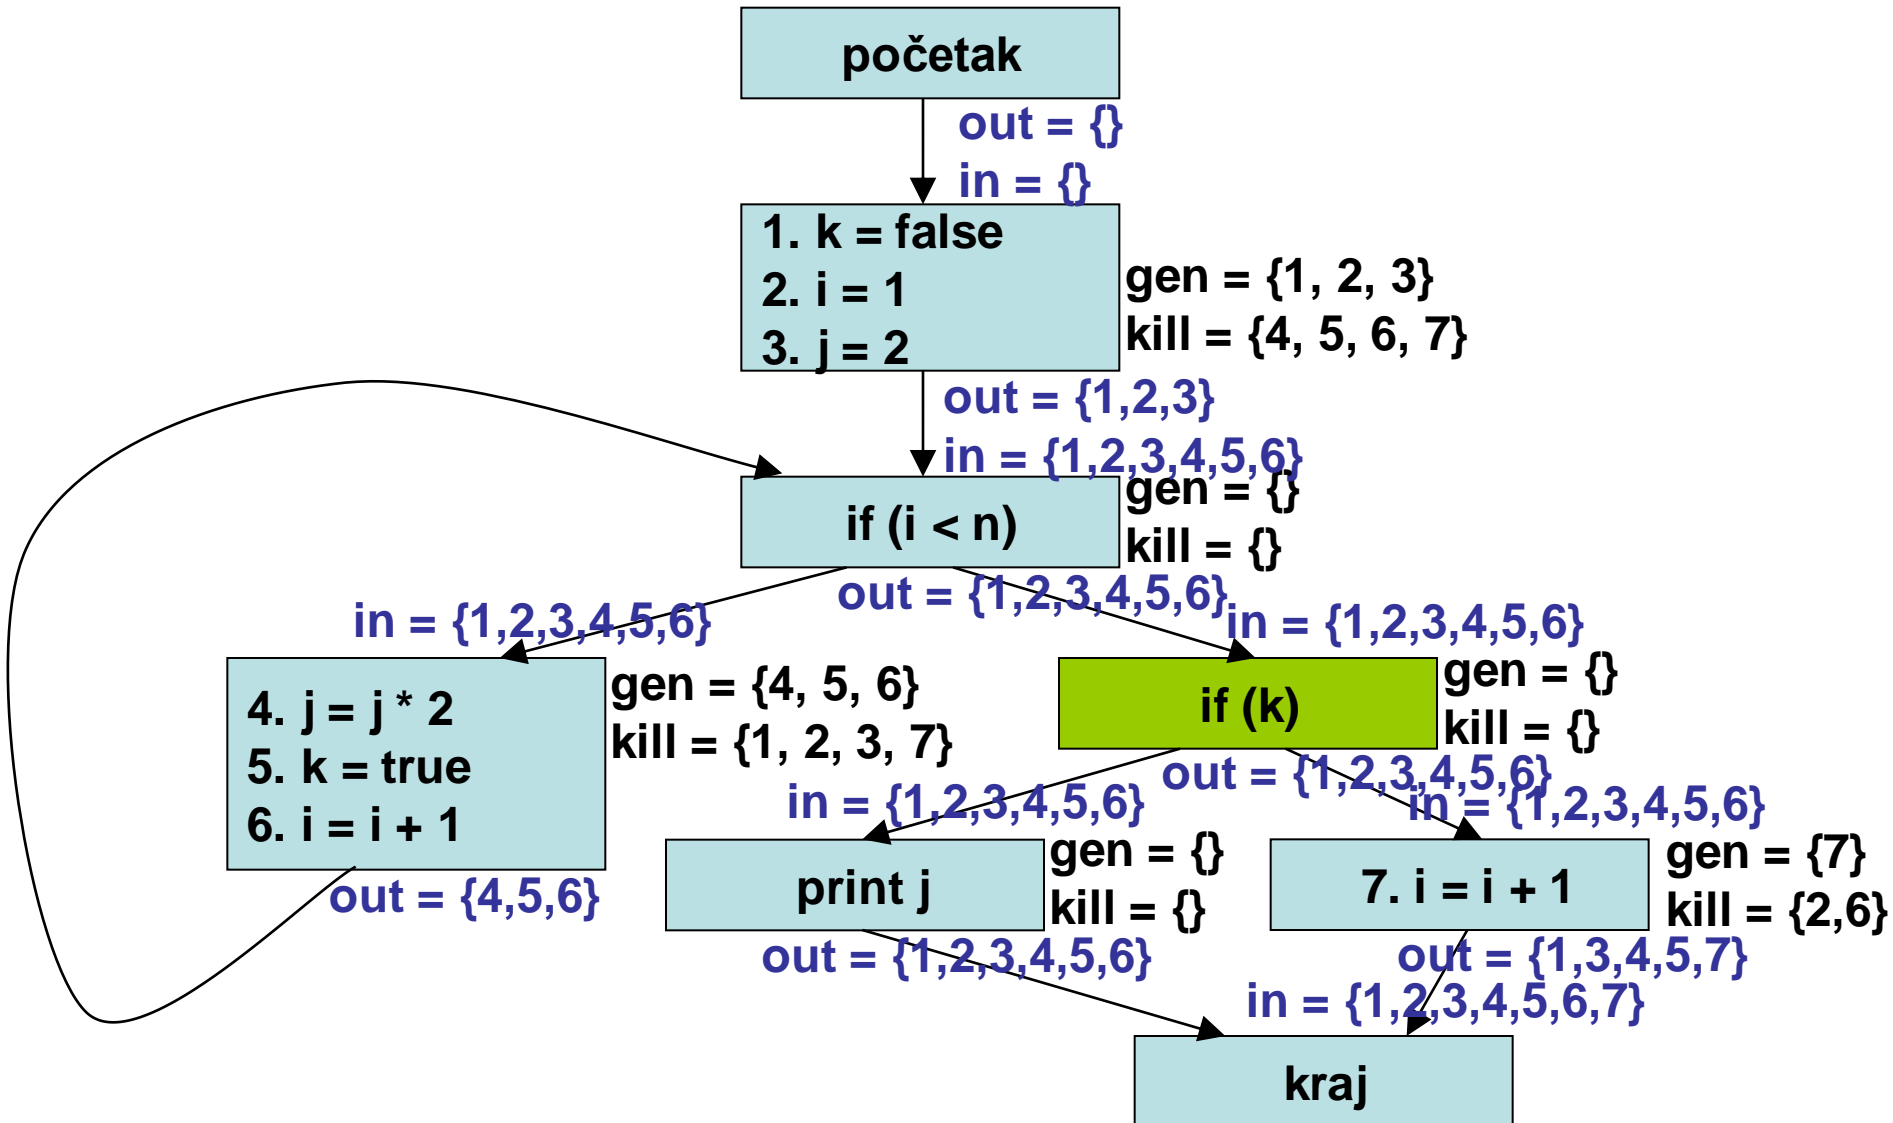 početak
out = {}
in = {}
1. k = false
2. i = 1
3. j = 2
gen = {1, 2, 3}
kill = {4, 5, 6, 7}
out = {1,2,3}
in = {1,2,3,4,5,6}
if (i < n)
gen = {}
kill = {}
out = {1,2,3,4,5,6}
in = {1,2,3,4,5,6}
4. j = j * 2
5. k = true
6. i = i + 1
gen = {4, 5, 6}
kill = {1, 2, 3, 7}
out = {4,5,6}
in = {1,2,3,4,5,6}
if (k)
gen = {}
kill = {}
out = {1,2,3,4,5,6}
in = {1,2,3,4,5,6}
print j
gen = {}
kill = {}
out = {1,2,3,4,5,6}
in = {1,2,3,4,5,6}
7. i = i + 1
gen = {7}
kill = {2,6}
out = {1,3,4,5,7}
in = {1,2,3,4,5,6,7}
kraj